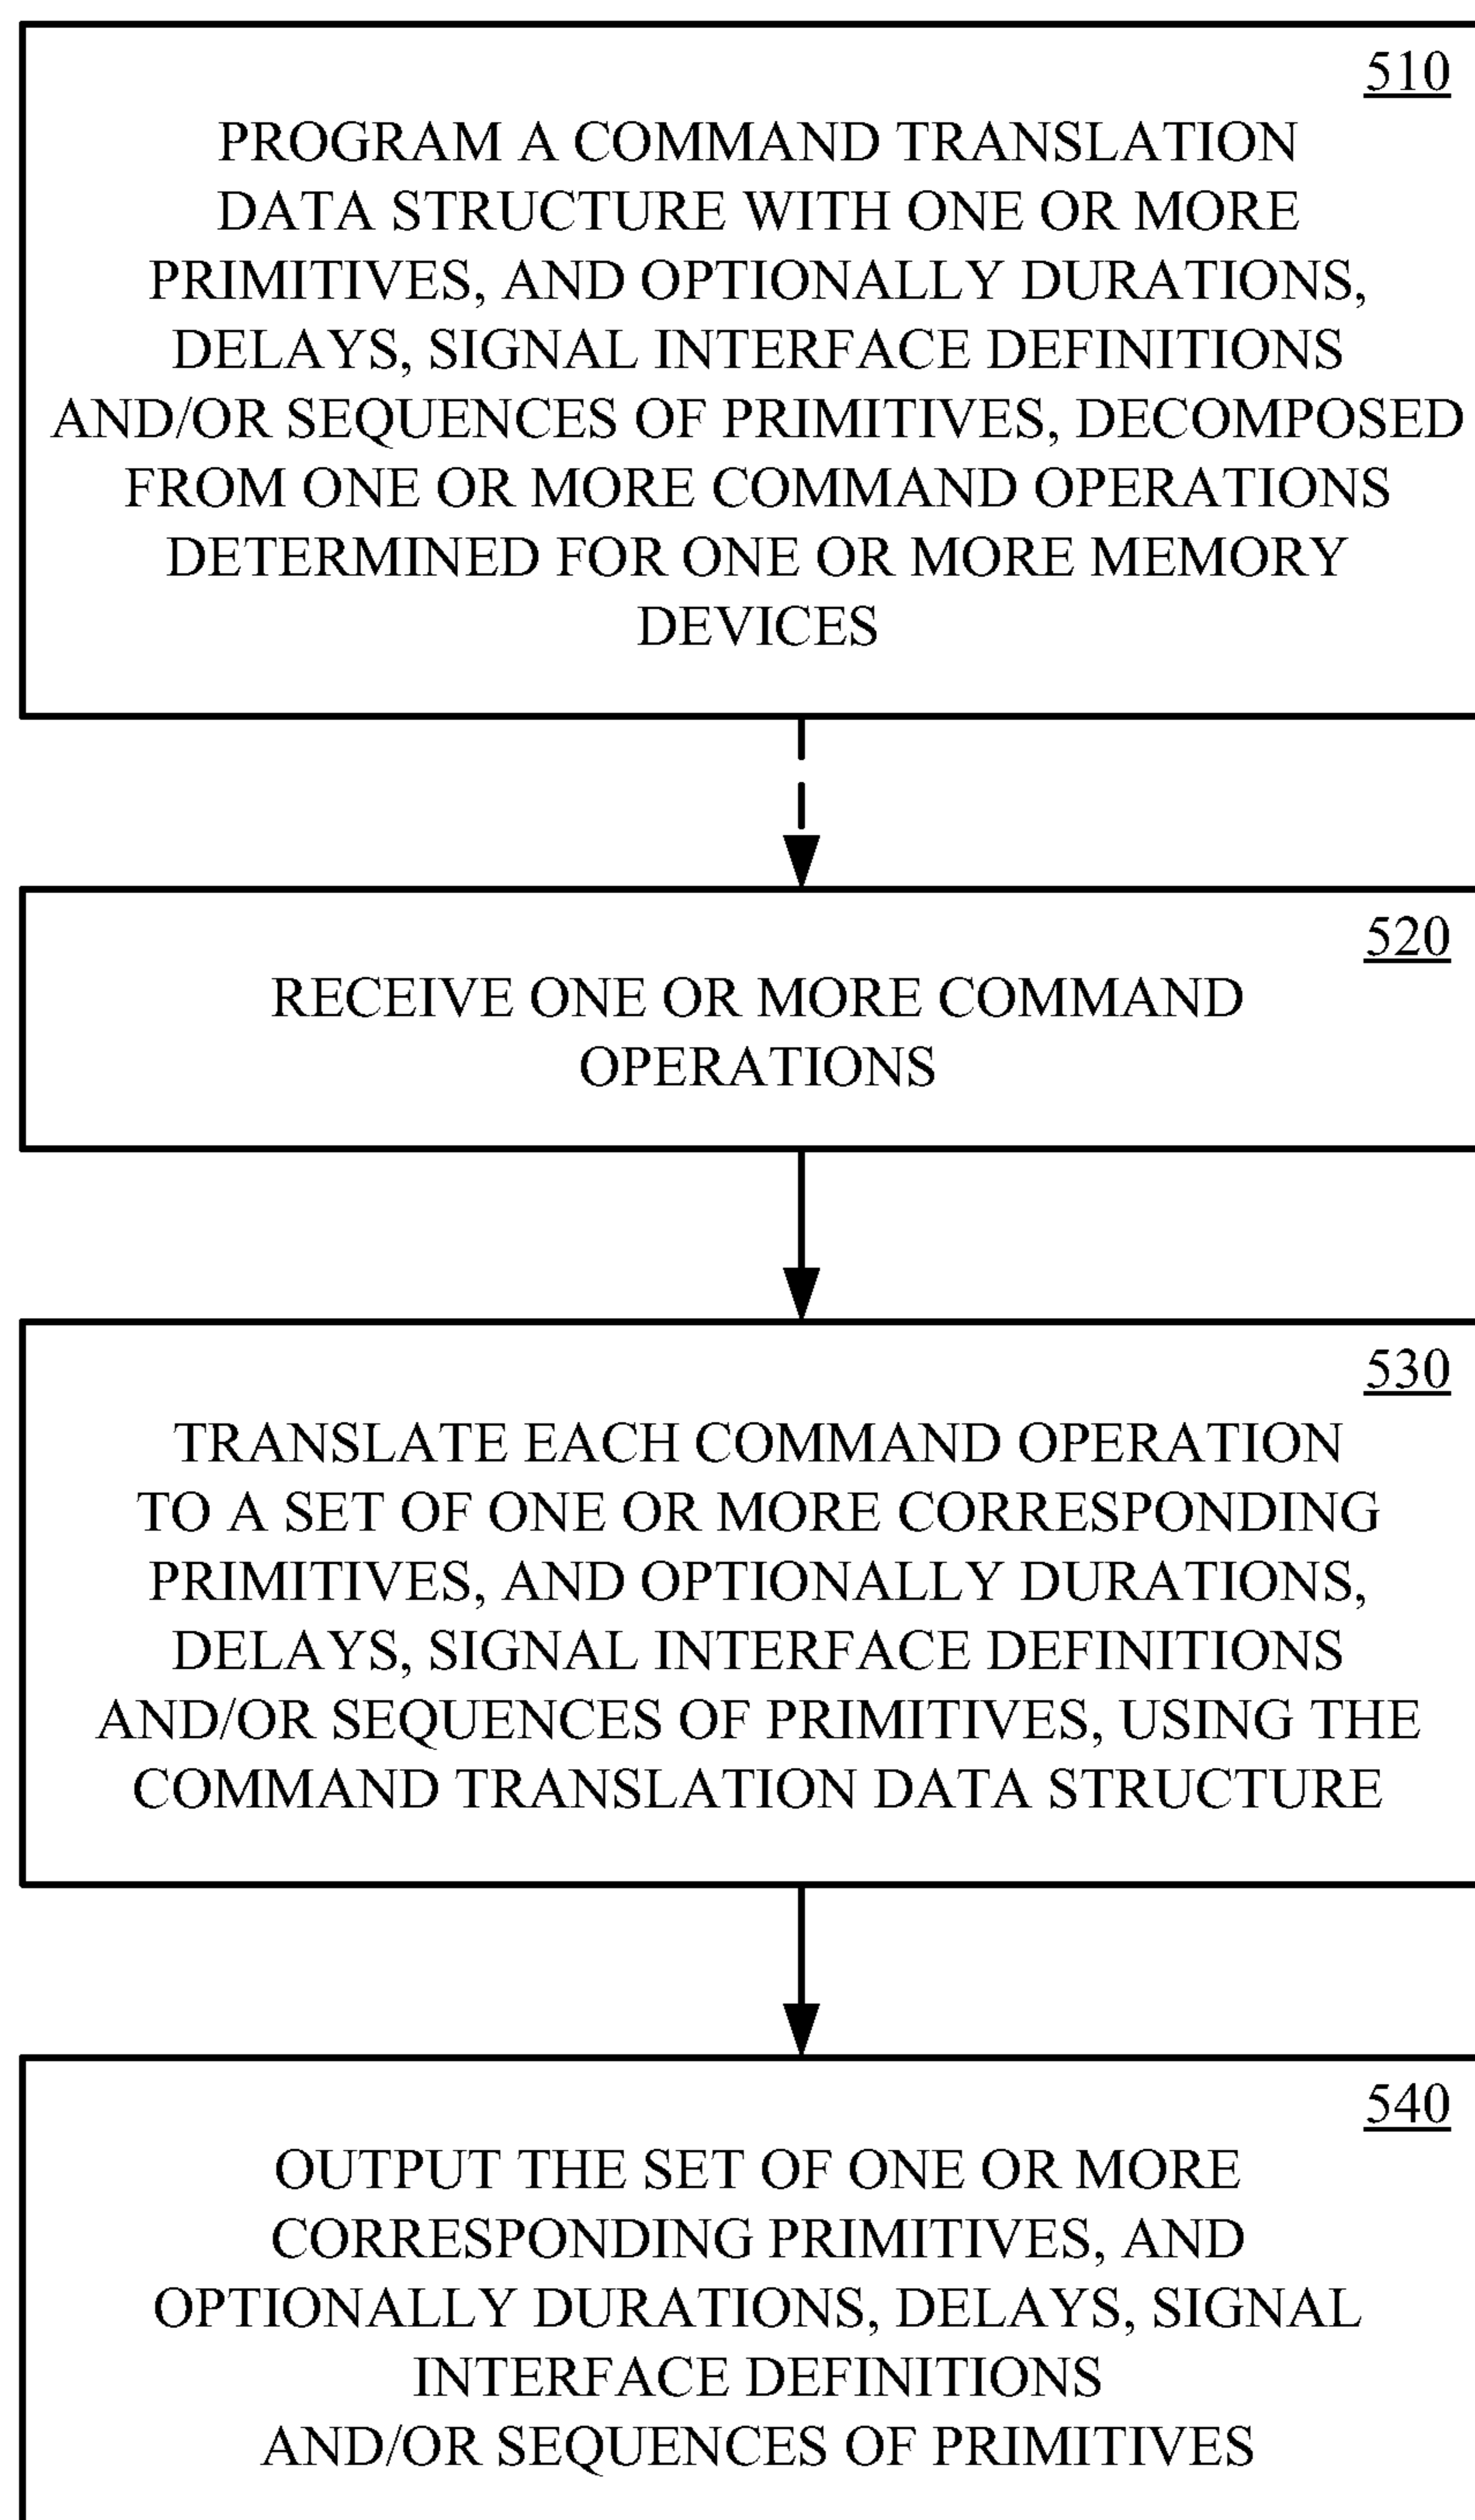 510
PROGRAM A COMMAND TRANSLATION
DATA STRUCTURE WITH ONE OR MORE
PRIMITIVES, AND OPTIONALLY DURATIONS,
DELAYS, SIGNAL INTERFACE DEFINITIONS
AND/OR SEQUENCES OF PRIMITIVES, DECOMPOSED
FROM ONE OR MORE COMMAND OPERATIONS
DETERMINED FOR ONE OR MORE MEMORY
DEVICES
520
RECEIVE ONE OR MORE COMMAND
OPERATIONS
530
TRANSLATE EACH COMMAND OPERATION
TO A SET OF ONE OR MORE CORRESPONDING
PRIMITIVES, AND OPTIONALLY DURATIONS,
DELAYS, SIGNAL INTERFACE DEFINITIONS
AND/OR SEQUENCES OF PRIMITIVES, USING THE
COMMAND TRANSLATION DATA STRUCTURE
540
OUTPUT THE SET OF ONE OR MORE
CORRESPONDING PRIMITIVES, AND
OPTIONALLY DURATIONS, DELAYS, SIGNAL
INTERFACE DEFINITIONS
AND/OR SEQUENCES OF PRIMITIVES